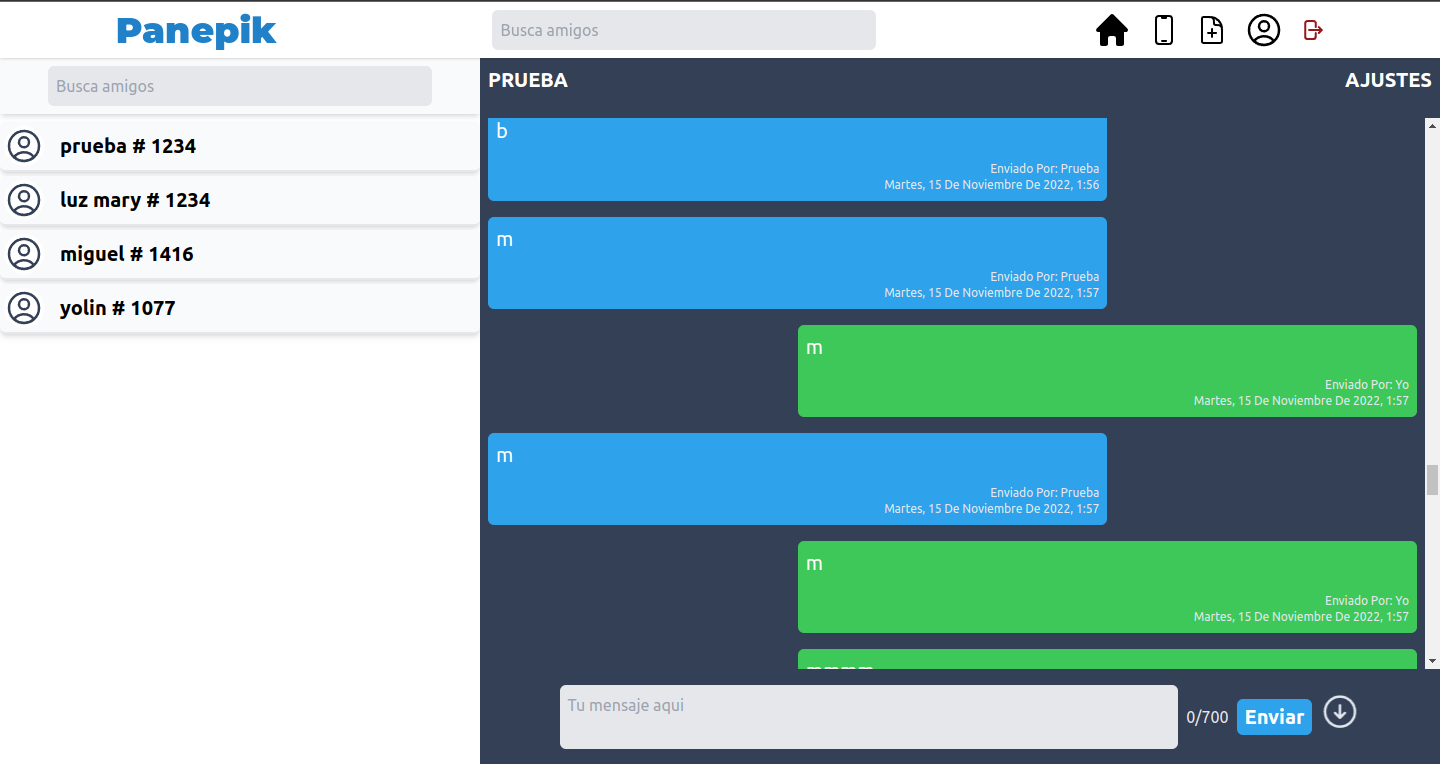 Panepik
Busca amigos
Busca amigos
prueba # 1234
luz mary # 1234
miguel # 1416
yolin # 1077
PRUEBA
AJUSTES
b
Enviado Por: Prueba
Martes, 15 De Noviembre De 2022, 1:56
m
Enviado Por: Prueba
Martes, 15 De Noviembre De 2022, 1:57
m
Enviado Por: Yo
Martes, 15 De Noviembre De 2022, 1:57
m
Enviado Por: Prueba
Martes, 15 De Noviembre De 2022, 1:57
m
Enviado Por: Yo
Martes, 15 De Noviembre De 2022, 1:57
Tu mensaje aqui
0/700
Enviar